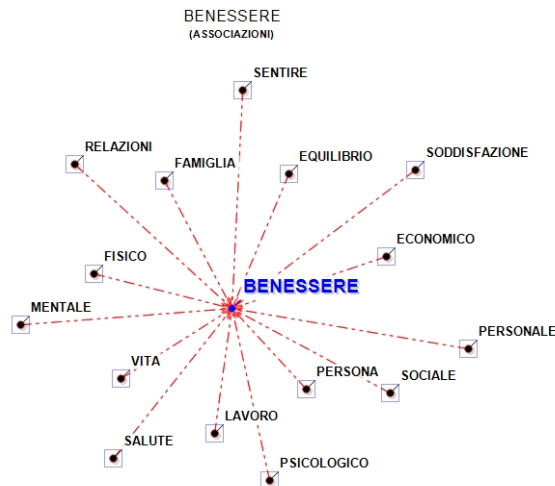 BENESSERE
(ASSOCIAZIONI)
SENTIRE
RELAZIONI
FAMIGLIA
EQUILIBRIO
SODDISFAZIONE
ECONOMICO
FISICO
BENESSERE
MENTALE
PERSONALE
VITA
PERSONA
SOCIALE
LAVORO
SALUTE
PSICOLOGICO